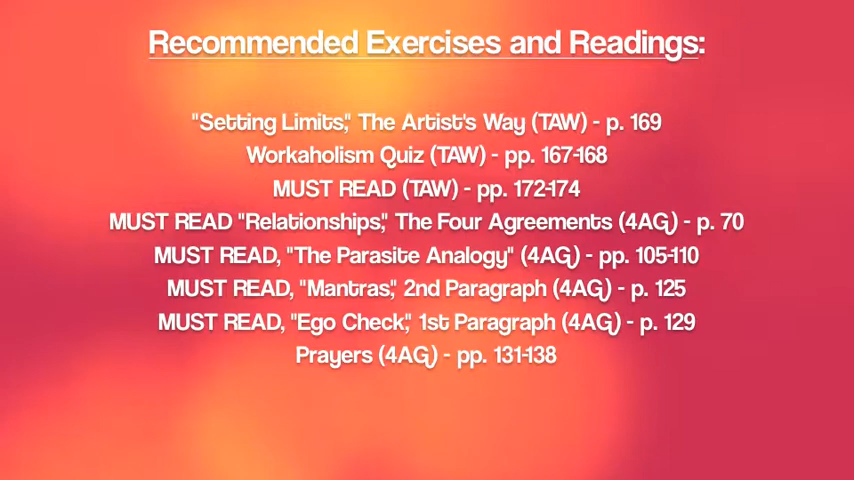 Recommended Exercises and Readings:
"Setting Limits," The Artist's Way (TAW) - p. 169
Workaholism Quiz (TAW) - pp. 167-168
MUST READ (TAW) - pp. 172-174
MUST READ "Relationships," The Four Agreements (4AG) - p. 70
MUST READ, "The Parasite Analogy" (4AG) - pp. 105-110
MUST READ, "Mantras," 2nd Paragraph (4AG) - p. 125
MUST READ, "Ego Check," 1st Paragraph (4AG) - p. 129
Prayers (4AG) - pp. 131-138